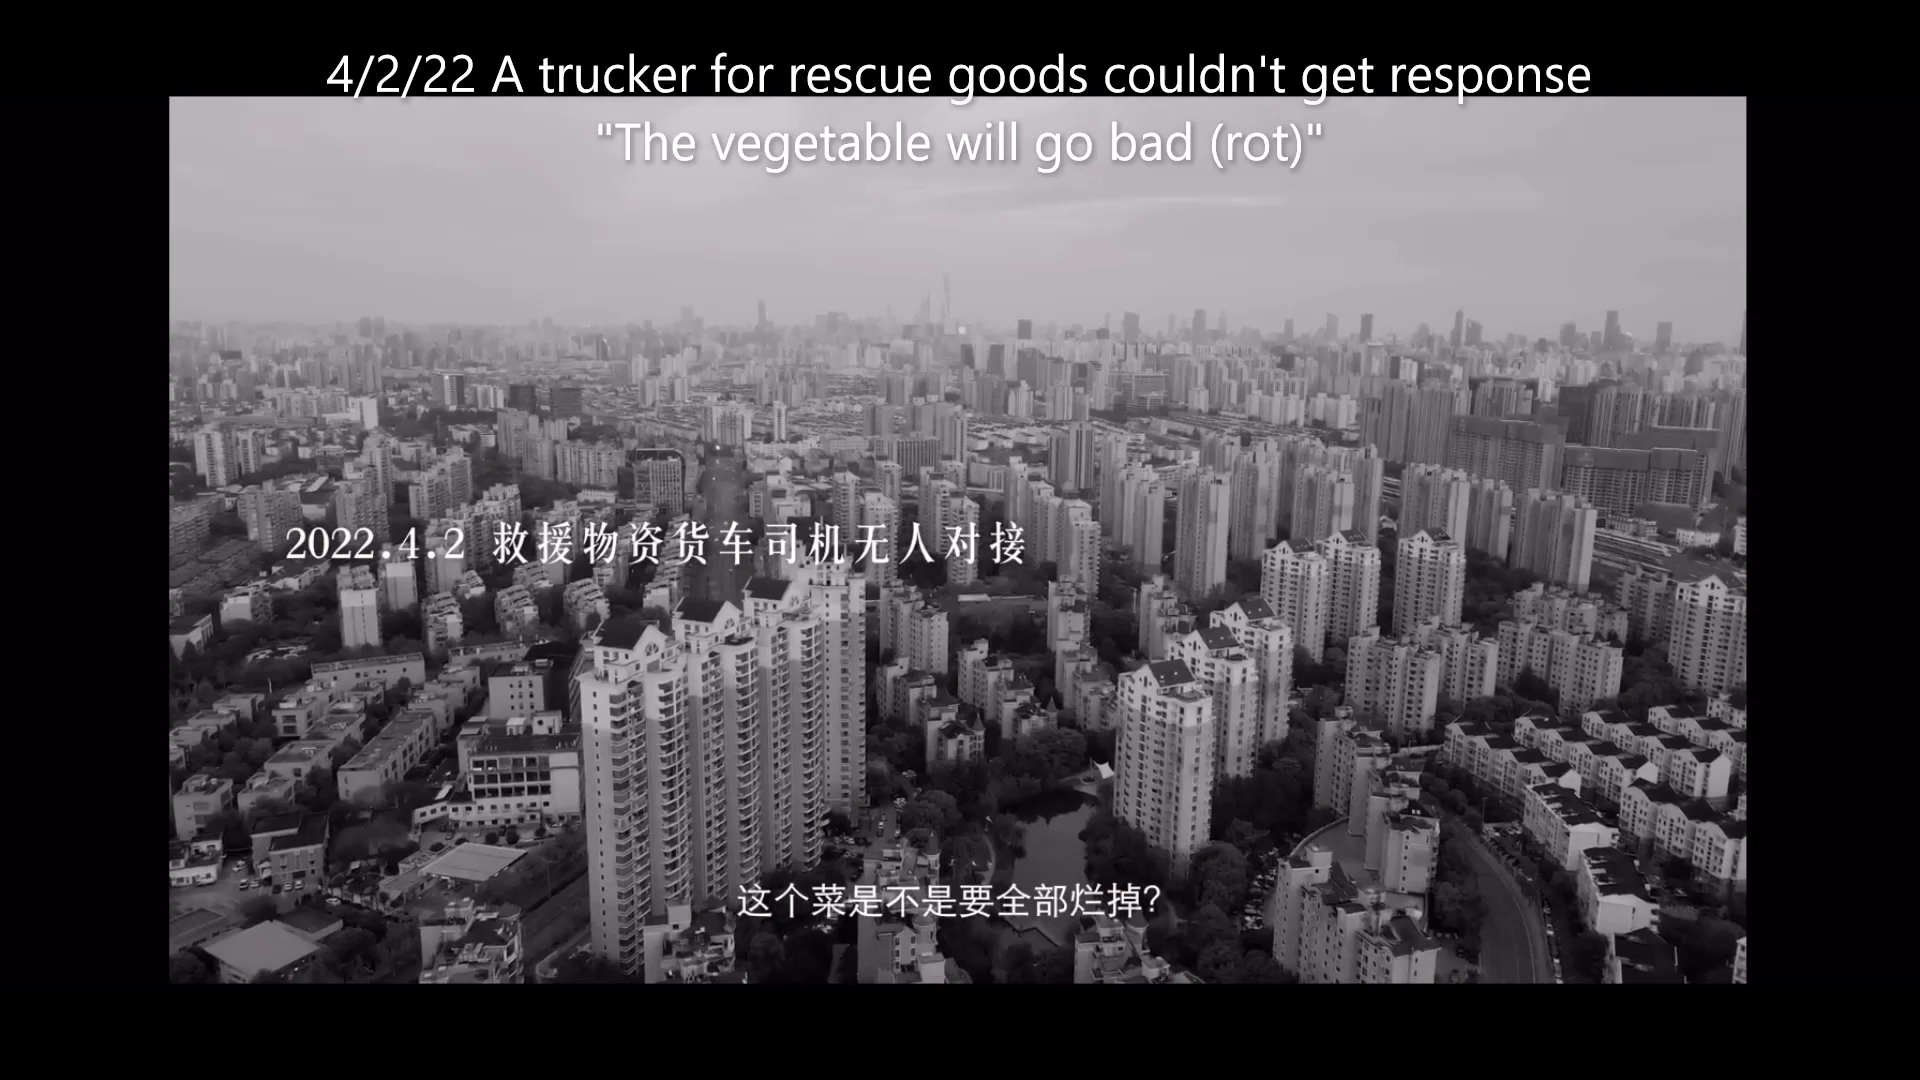 4/2/22 A trucker for rescue goods couldn't get response
"The vegetable will go bad (rot)"
2022.4.2 救援物资货车司机无人对接
这个菜是不是要全部烂掉?